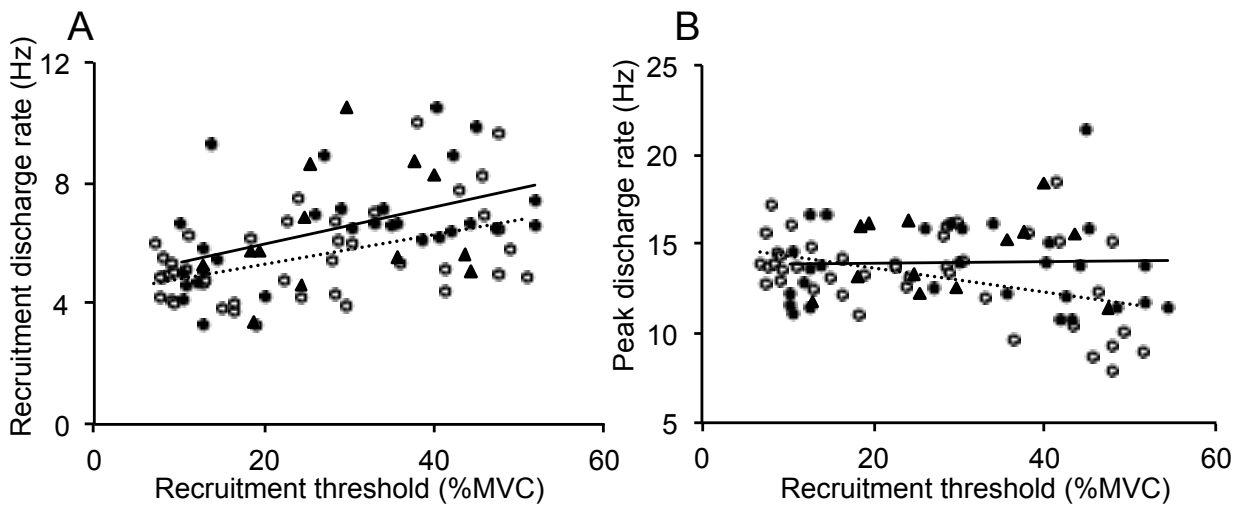 A
Recruitment discharge rate (Hz)
12
8
4
0
0 20 40 60
Recruitment threshold (%MVC)
B
Peak discharge rate (Hz)
25
20
15
10
5
0 20 40 60
Recruitment threshold (%MVC)